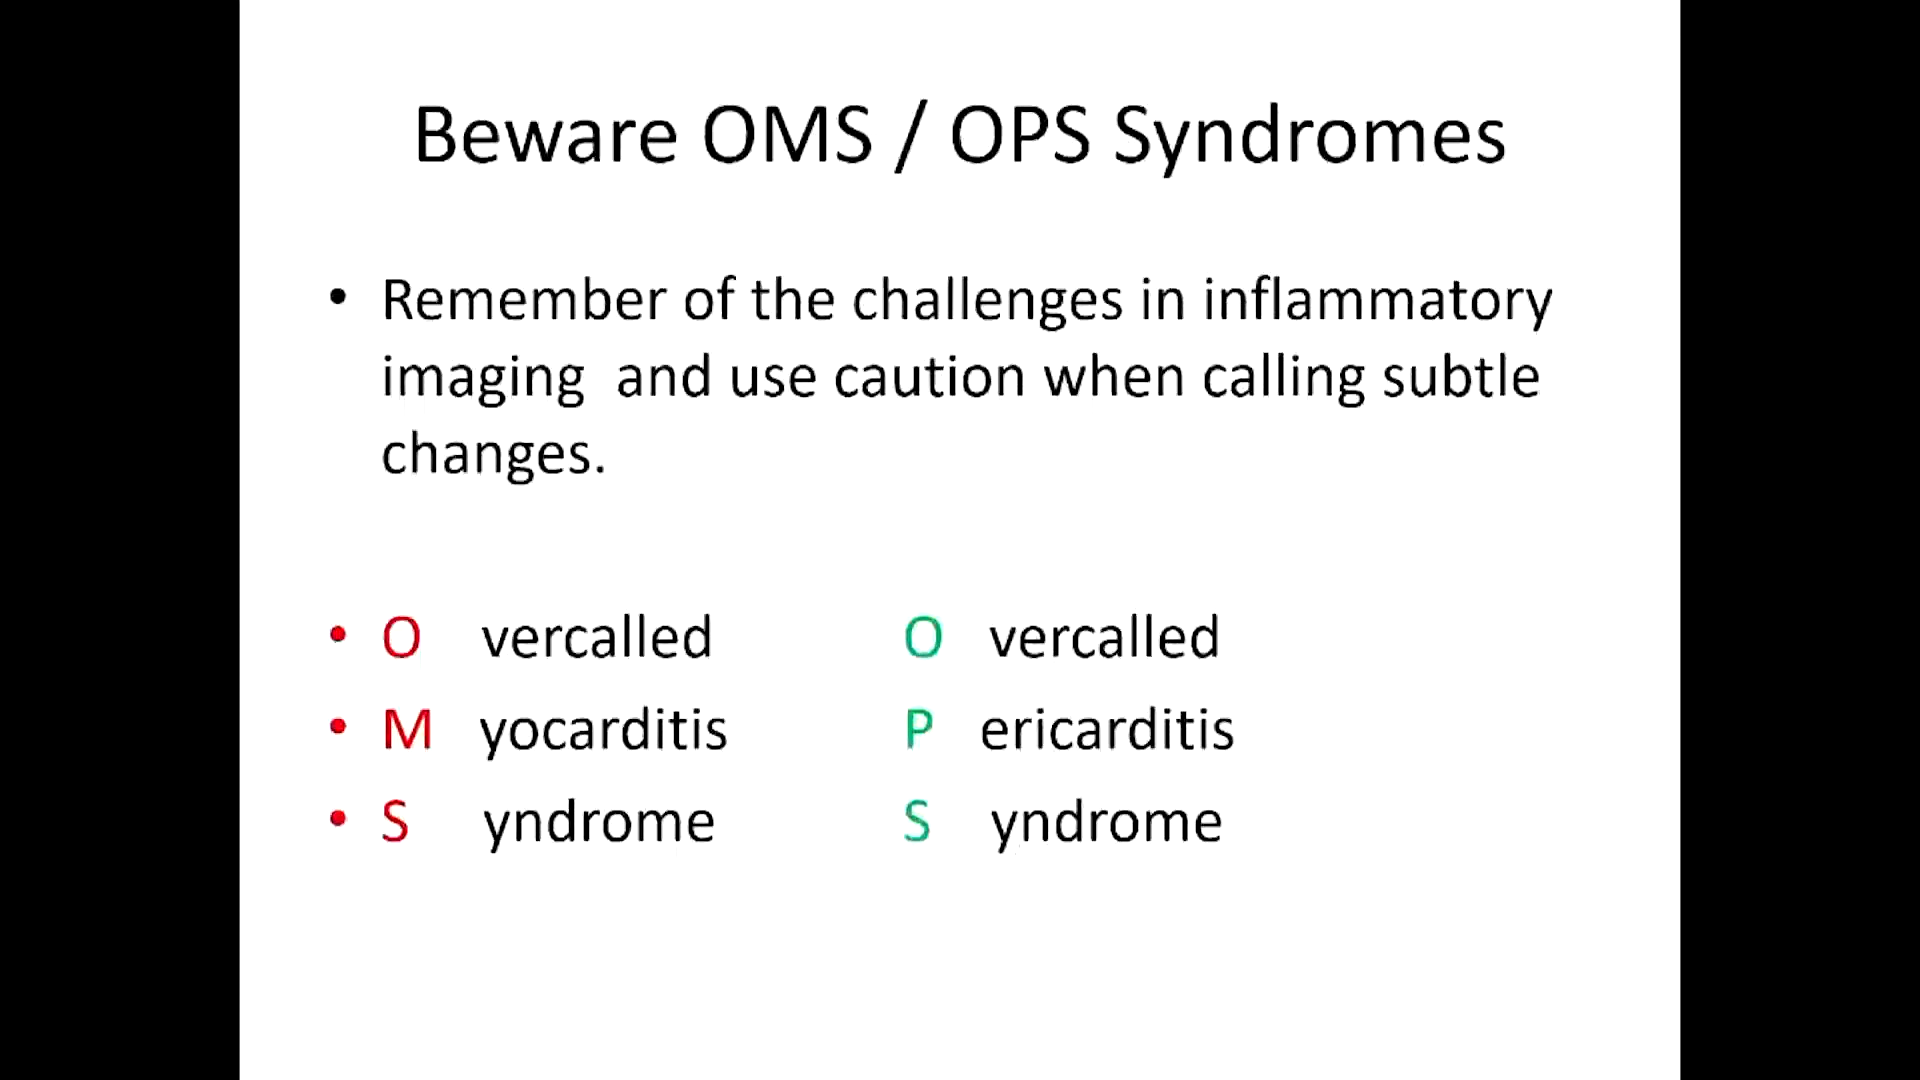 Beware OMS / OPS Syndromes
• Remember of the challenges in inflammatory
imaging and use caution when calling subtle
changes.
• O vercalled O vercalled
• M yocarditis P ericarditis
• S yndrome S yndrome